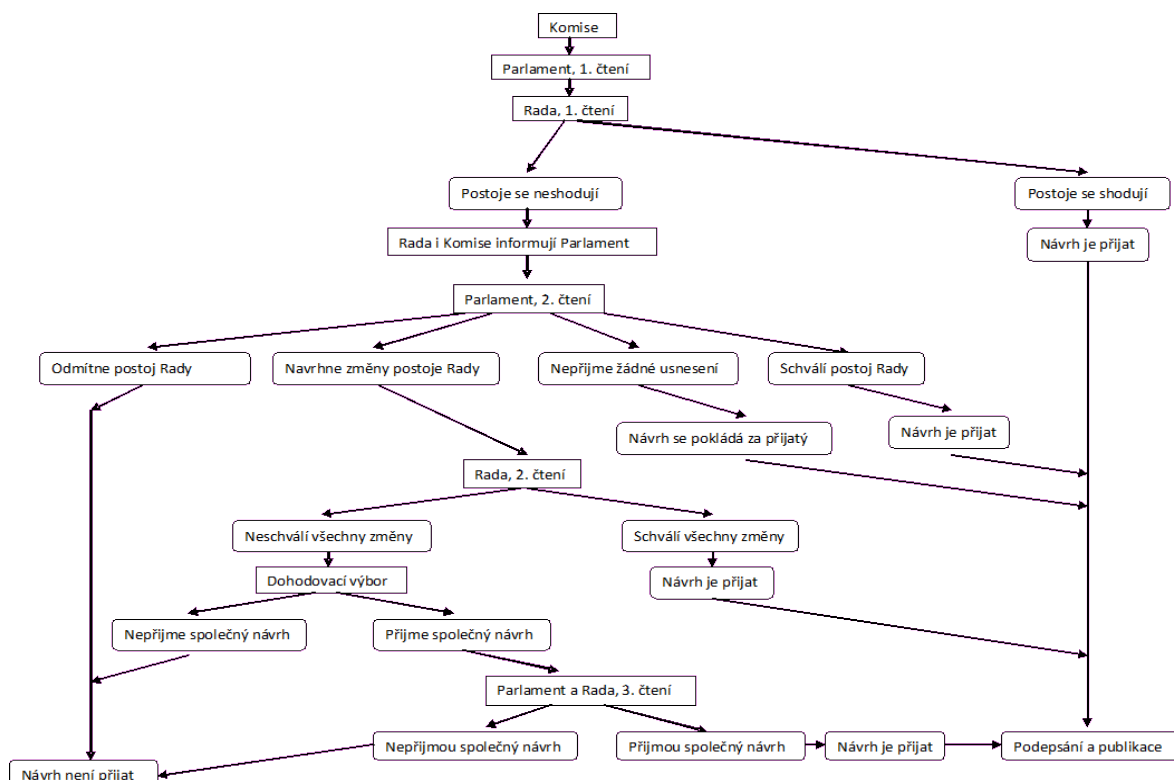 Komise
Parlament, 1. čtení
Rada, 1. čtení
Postoje se neshodují
Postoje se shodují
Rada i Komise informují Parlament
Návrh je přijat
Parlament, 2. čtení
Odmítne postoj Rady
Navrhne změny postoje Rady
Nepřijme žádné usnesení
Schválí postoj Rady
Návrh se pokládá za přijatý
Návrh je přijat
Rada, 2. čtení
Neschválí všechny změny
Schválí všechny změny
Dohodovací výbor
Návrh je přijat
Nepřijme společný návrh
Přijme společný návrh
Parlament a Rada, 3. čtení
Nepřijmou společný návrh
Přijmou společný návrh
Návrh je přijat
Podepsání a publikace
Návrh není přijat